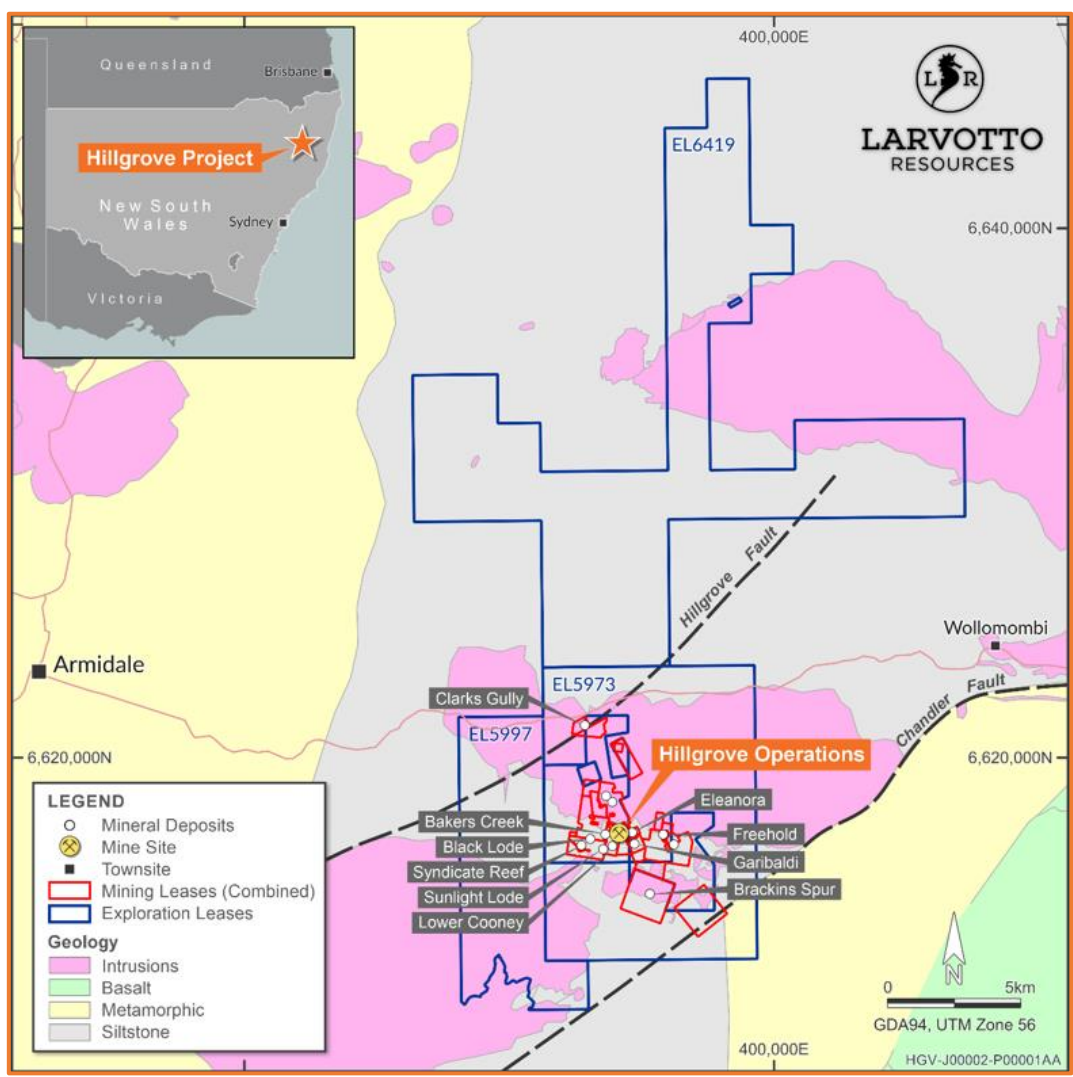 Queensland
Brisbane
Hillgrove Project
New South
Wales
Sydney
VIctoria
400,000E
L R
LARVOTTO
RESOURCES
EL6419
6,640,000N
Hillgrove Fault
Wollomombi
Armidale
Chandler Fault
EL5973
Clarks Gully
EL5997
6,620,000N
6,620,000N
Hillgrove Operations
Eleanora
Bakers Creek
Freehold
Black Lode
Garibaldi
Syndicate Reef
Brackins Spur
Sunlight Lode
Lower Cooney
LEGEND
Mineral Deposits
Mine Site
Townsite
Mining Leases (Combined)
Exploration Leases
Geology
Intrusions
Basalt
Metamorphic
Siltstone
N
0 5km
GDA94, UTM Zone 56
400,000E
HGV-J00002-P00001AA